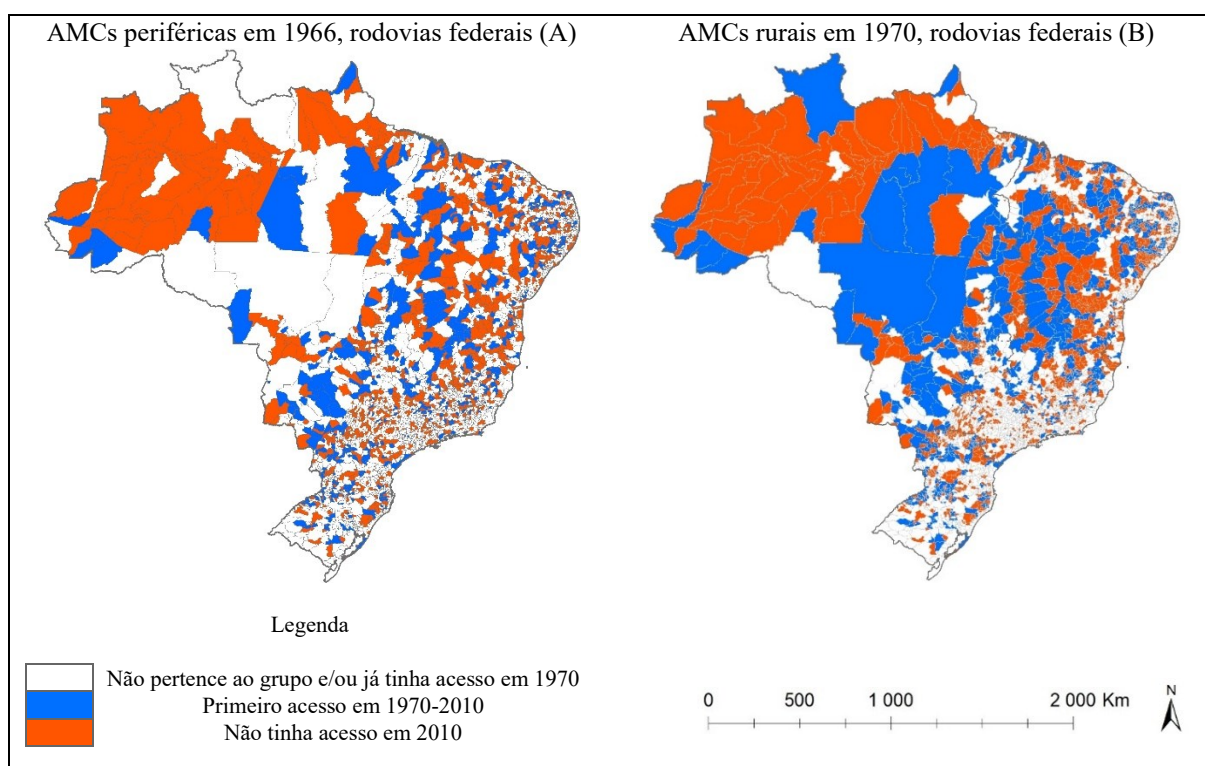 AMCs periféricas em 1966, rodovias federais (A)
AMCs rurais em 1970, rodovias federais (B)
Legenda
Não pertence ao grupo e/ou já tinha acesso em 1970
Primeiro acesso em 1970-2010
Não tinha acesso em 2010
0 500 1 000 2 000 Km
N